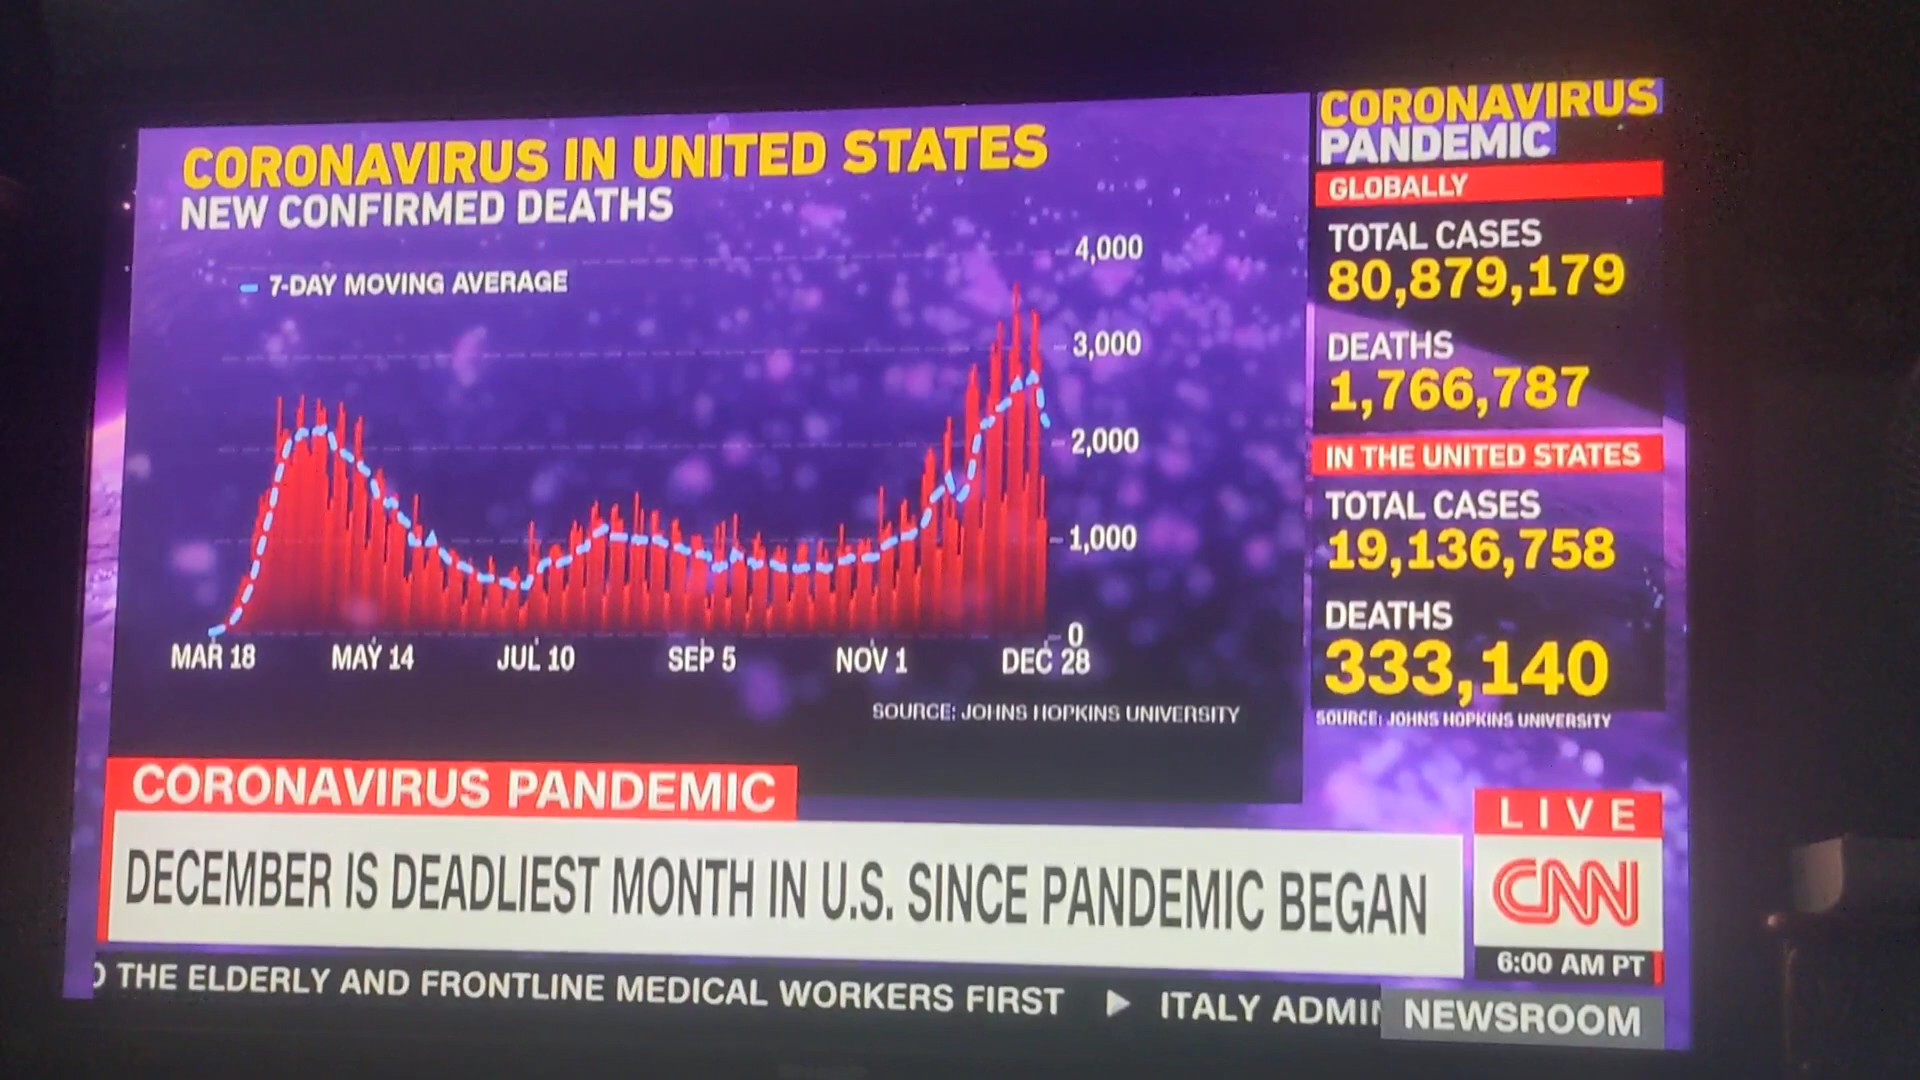 CORONAVIRUS IN UNITED STATES
NEW CONFIRMED DEATHS
7-DAY MOVING AVERAGE
4,000
3,000
2,000
1,000
0
MAR 18 MAY 14 JUL 10 SEP 5 NOV 1 DEC 28
SOURCE: JOHNS HOPKINS UNIVERSITY
CORONAVIRUS
PANDEMIC
GLOBALLY
TOTAL CASES
80,879,179
DEATHS
1,766,787
IN THE UNITED STATES
TOTAL CASES
19,136,758
DEATHS
333,140
SOURCE: JOHNS HOPKINS UNIVERSITY
CORONAVIRUS PANDEMIC
DECEMBER IS DEADLIEST MONTH IN U.S. SINCE PANDEMIC BEGAN
LIVE
CNN
6:00 AM PT
THE ELDERLY AND FRONTLINE MEDICAL WORKERS FIRST ▶ ITALY
NEWSROOM